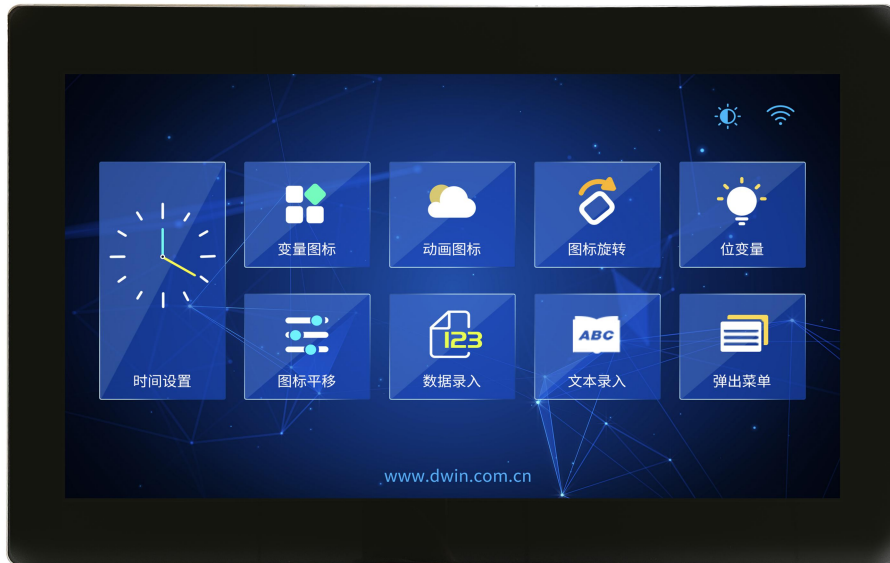 变量图标
动画图标
图标旋转
位变量
时间设置
图标平移
123
数据录入
ABC
文本录入
弹出菜单
www.dwin.com.cn